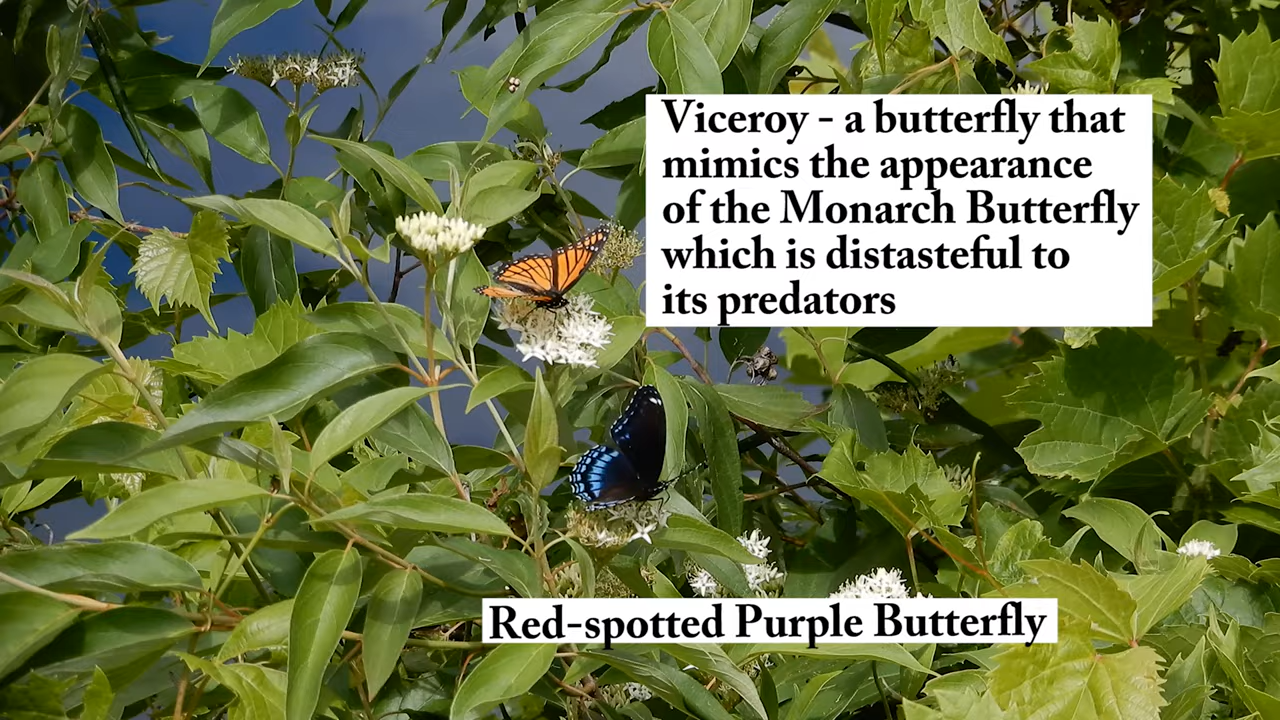 Viceroy - a butterfly that
mimics the appearance
of the Monarch Butterfly
which is distasteful to
its predators
Red-spotted Purple Butterfly